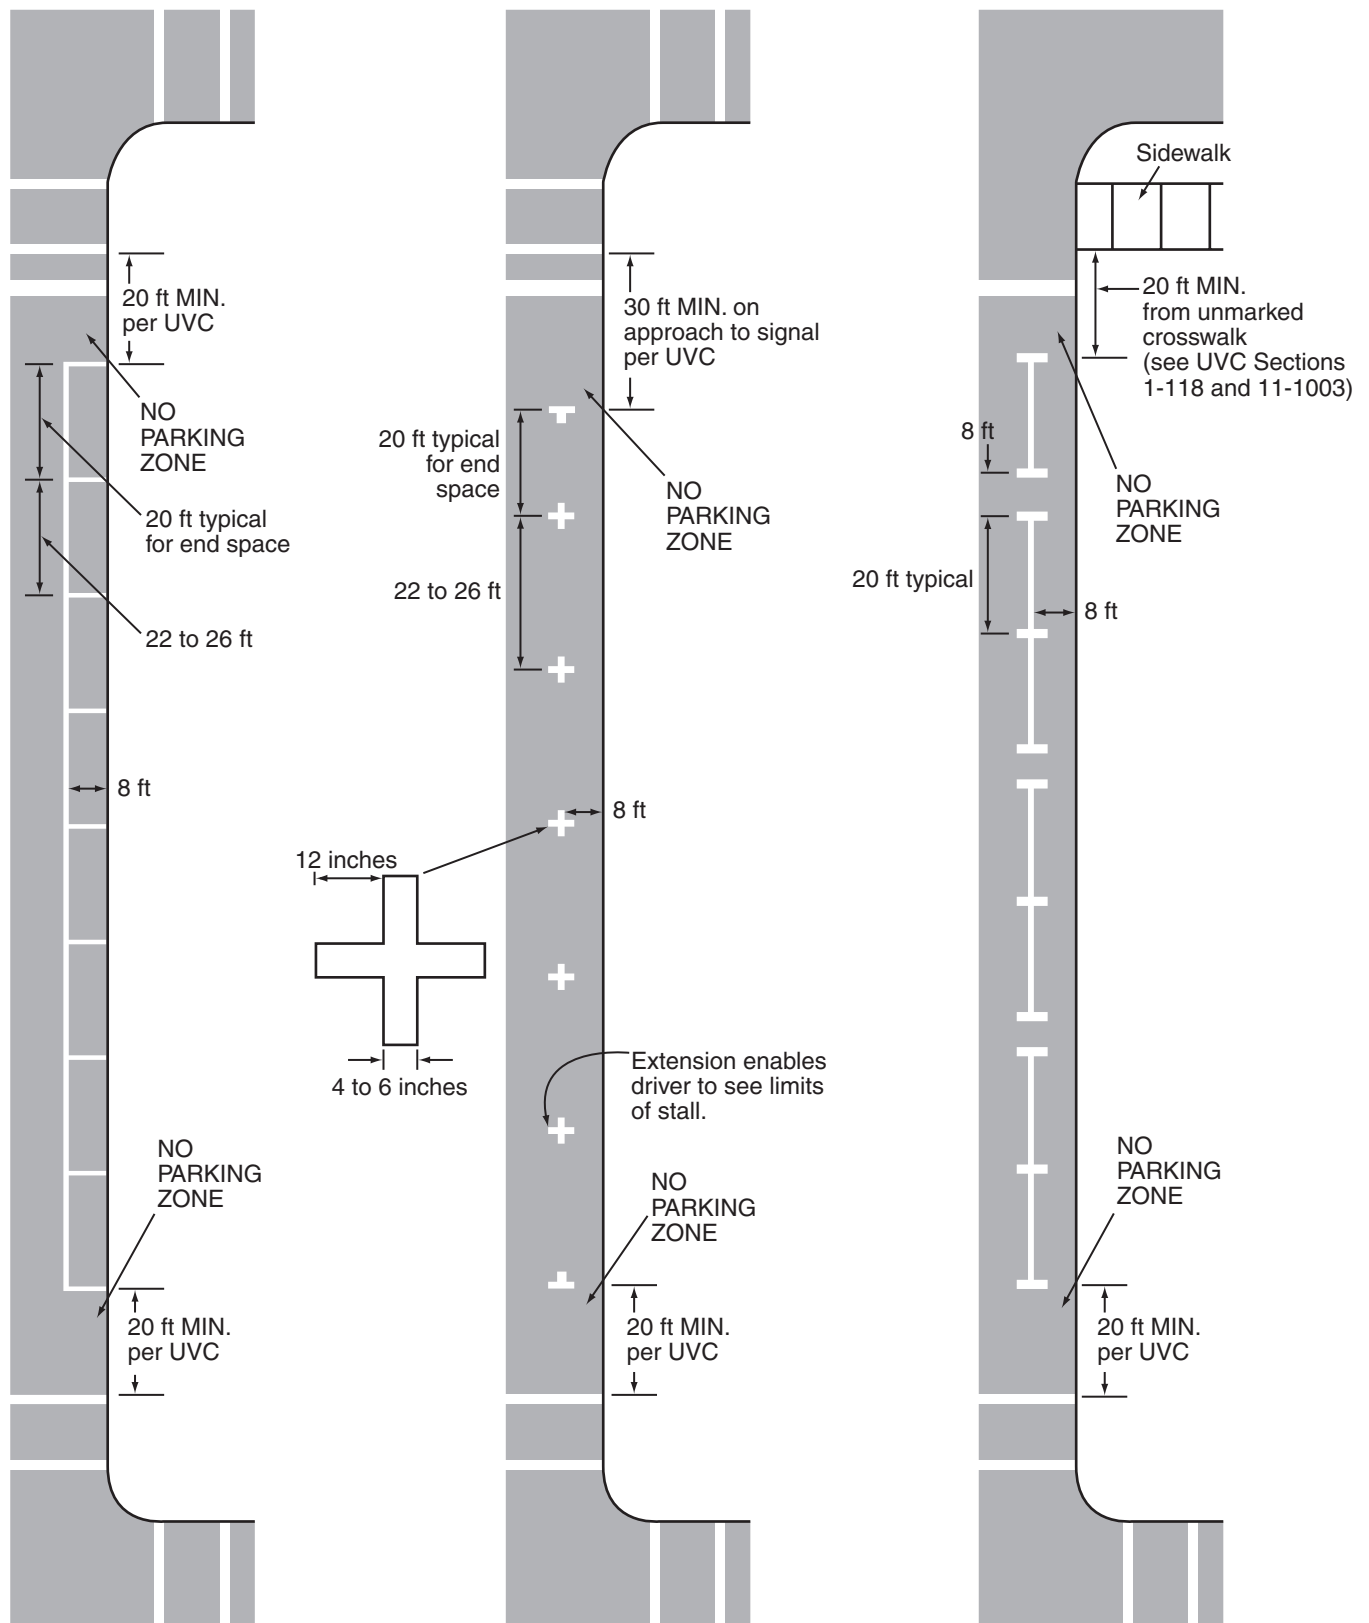 20 ft MIN.
per UVC
NO
PARKING
ZONE
20 ft typical
for end space
22 to 26 ft
8 ft
NO
PARKING
ZONE
20 ft MIN.
per UVC
30 ft MIN. on
approach to signal
per UVC
20 ft typical
for end
space
NO
PARKING
ZONE
22 to 26 ft
8 ft
12 inches
4 to 6 inches
Extension enables
driver to see limits
of stall.
NO
PARKING
ZONE
20 ft MIN.
per UVC
Sidewalk
20 ft MIN.
from unmarked
crosswalk
(see UVC Sections
1-118 and 11-1003)
8 ft
NO
PARKING
ZONE
20 ft typical
8 ft
NO
PARKING
ZONE
20 ft MIN.
per UVC